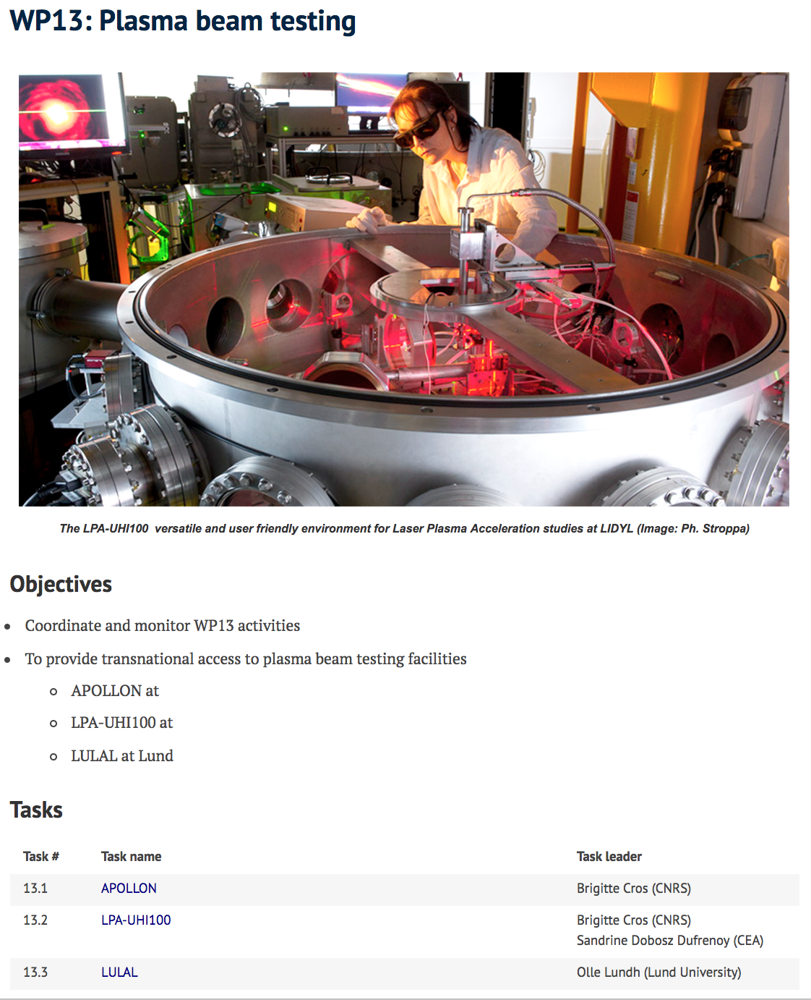 WP13: Plasma beam testing
The LPA-UHI100 versatile and user friendly environment for Laser Plasma Acceleration studies at LIDYL (Image: Ph. Stroppa)
Objectives
Coordinate and monitor WP13 activities
To provide transnational access to plasma beam testing facilities
APOLLON at
LPA-UHI100 at
LULAL at Lund
Tasks
Task # Task name Task leader
13.1 APOLLON Brigitte Cros (CNRS)
13.2 LPA-UHI100 Brigitte Cros (CNRS)
Sandrine Dobosz Dufrenoy (CEA)
13.3 LULAL Olle Lundh (Lund University)